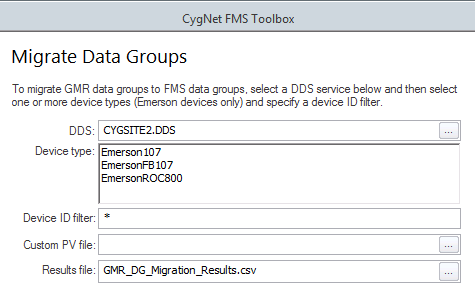 CygNet FMS Toolbox
Migrate Data Groups
To migrate GMR data groups to FMS data groups, select a DDS service below and then select
one or more device types (Emerson devices only) and specify a device ID filter.
DDS: CYGSITE2.DDS ...
Device type: Emerson107
EmersonFB107
EmersonROC800
Device ID filter: *
Custom PV file: ...
Results file: GMR_DG_Migration_Results.csv ...